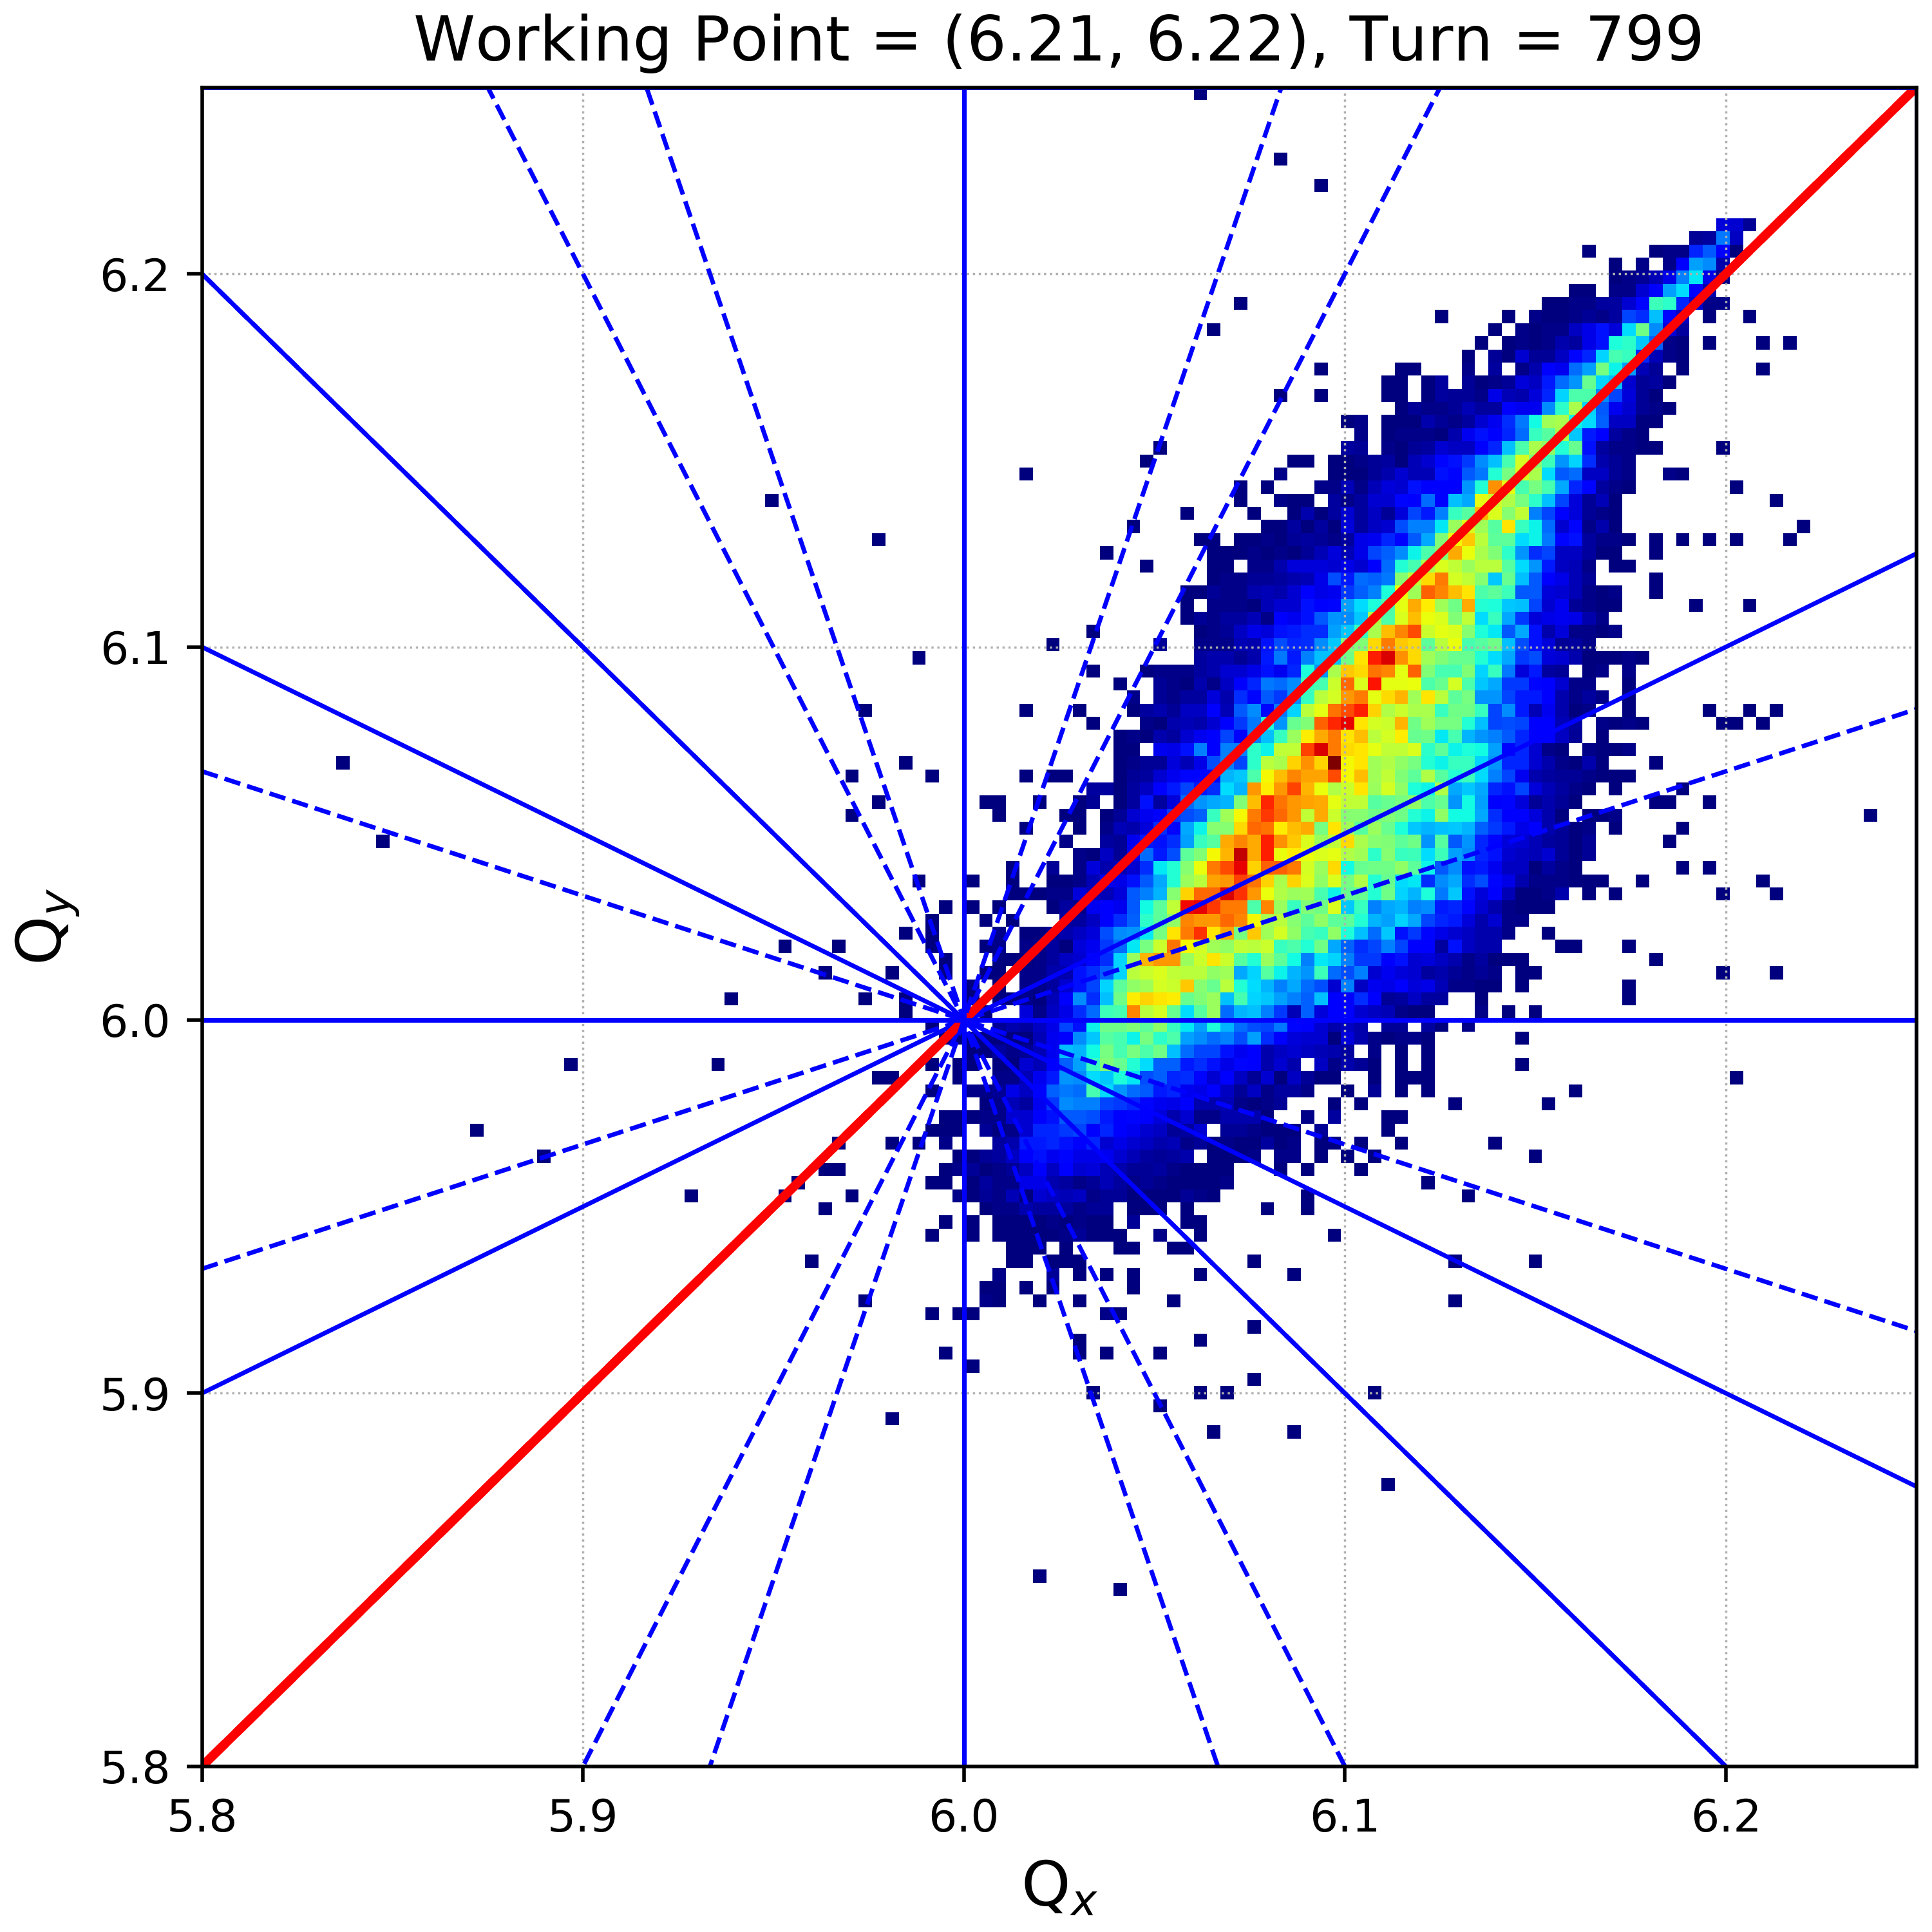 Working Point = (6.21, 6.22), Turn = 799
Qy
6.2
6.1
6.0
5.9
5.8
5.8 5.9 6.0 6.1 6.2
Qx